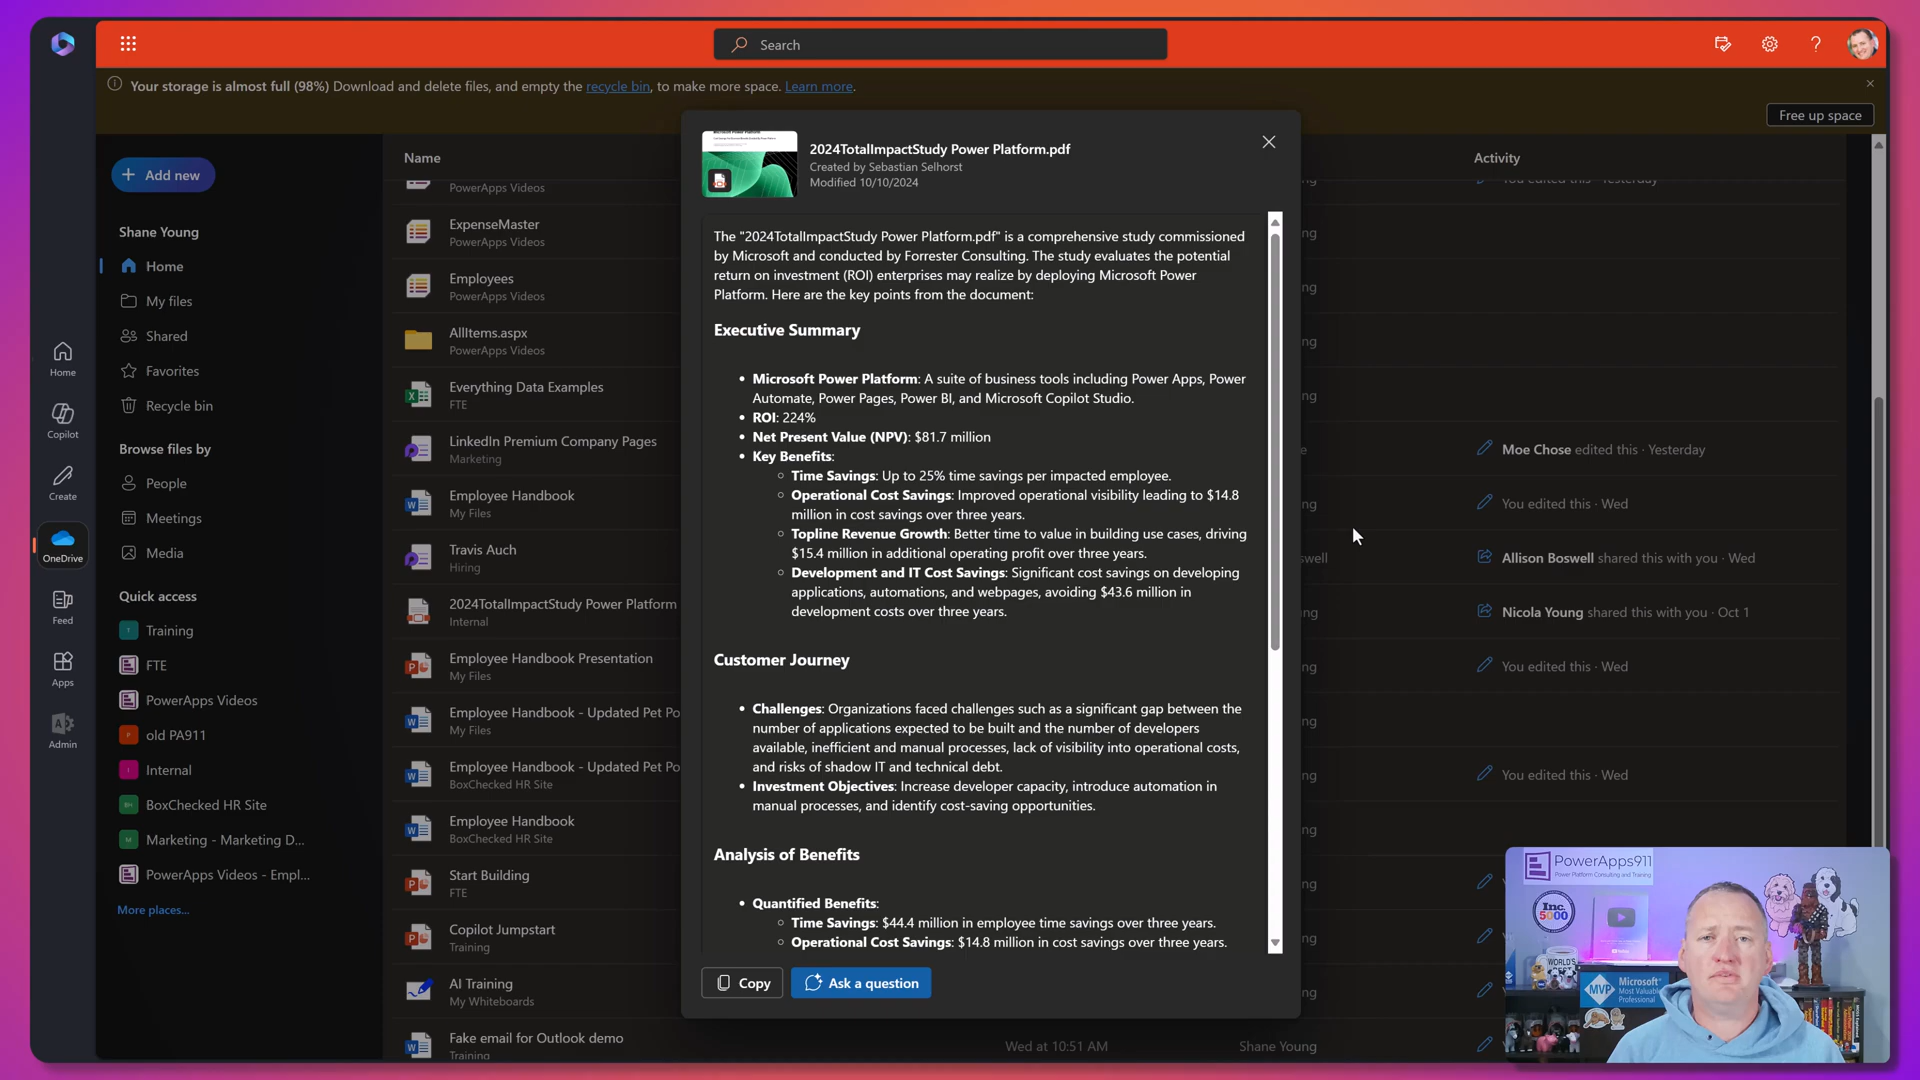 Search
Your storage is almost full (98%) Download and delete files, and empty the recycle bin, to make more space. Learn more.
Free up space
Home
Copilot
Create
OneDrive
Feed
Apps
Admin
Add new
Shane Young
Home
My files
Shared
Favorites
Recycle bin
Browse files by
People
Meetings
Media
Quick access
Training
FTE
PowerApps Videos
old PA911
Internal
BoxChecked HR Site
Marketing - Marketing D...
PowerApps Videos - Empl...
More places...
Name
PowerApps Videos
ExpenseMaster
PowerApps Videos
Employees
PowerApps Videos
AllItems.aspx
PowerApps Videos
Everything Data Examples
FTE
LinkedIn Premium Company Pages
Marketing
Employee Handbook
My Files
Travis Auch
Hiring
2024TotalImpactStudy Power Platform
Internal
Employee Handbook Presentation
My Files
Employee Handbook - Updated Pet Po
My Files
Employee Handbook - Updated Pet Po
BoxChecked HR Site
Employee Handbook
BoxChecked HR Site
Start Building
FTE
Copilot Jumpstart
Training
AI Training
My Whiteboards
Fake email for Outlook demo
Training
Wed at 10:51 AM
Shane Young
2024TotalImpactStudy Power Platform.pdf
Created by Sebastian Selhorst
Modified 10/10/2024
The "2024TotalImpactStudy Power Platform.pdf" is a comprehensive study commissioned
by Microsoft and conducted by Forrester Consulting. The study evaluates the potential
return on investment (ROI) enterprises may realize by deploying Microsoft Power
Platform. Here are the key points from the document:
Executive Summary
• Microsoft Power Platform: A suite of business tools including Power Apps, Power
Automate, Power Pages, Power BI, and Microsoft Copilot Studio.
• ROI: 224%
• Net Present Value (NPV): $81.7 million
• Key Benefits:
○ Time Savings: Up to 25% time savings per impacted employee.
○ Operational Cost Savings: Improved operational visibility leading to $14.8
million in cost savings over three years.
○ Topline Revenue Growth: Better time to value in building use cases, driving
$15.4 million in additional operating profit over three years.
○ Development and IT Cost Savings: Significant cost savings on developing
applications, automations, and webpages, avoiding $43.6 million in
development costs over three years.
Customer Journey
• Challenges: Organizations faced challenges such as a significant gap between the
number of applications expected to be built and the number of developers
available, inefficient and manual processes, lack of visibility into operational costs,
and risks of shadow IT and technical debt.
• Investment Objectives: Increase developer capacity, introduce automation in
manual processes, and identify cost-saving opportunities.
Analysis of Benefits
• Quantified Benefits:
○ Time Savings: $44.4 million in employee time savings over three years.
○ Operational Cost Savings: $14.8 million in cost savings over three years.
Copy
Ask a question
Activity
You edited this · Yesterday
Moe Chose edited this · Yesterday
You edited this · Wed
Allison Boswell shared this with you · Wed
Nicola Young shared this with you · Oct 1
You edited this · Wed
You edited this · Wed
PowerApps911
Power Platform Consulting and Training
Inc.
5000
WORLD'S
MVP
Microsoft
Most Valuable
Professional